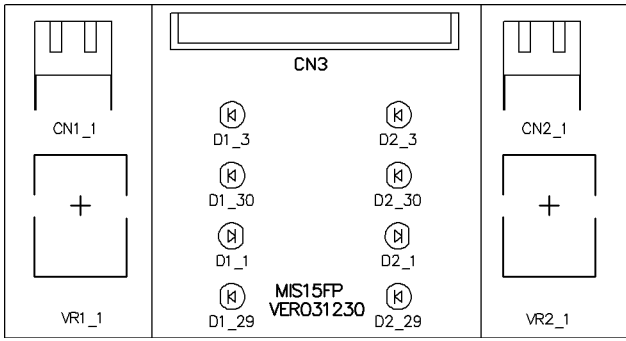 CN3
CN1_1
CN2_1
D1_3
D2_3
D1_30
D2_30
D1_1
D2_1
MIS15FP
VER031230
D1_29
D2_29
VR1_1
VR2_1